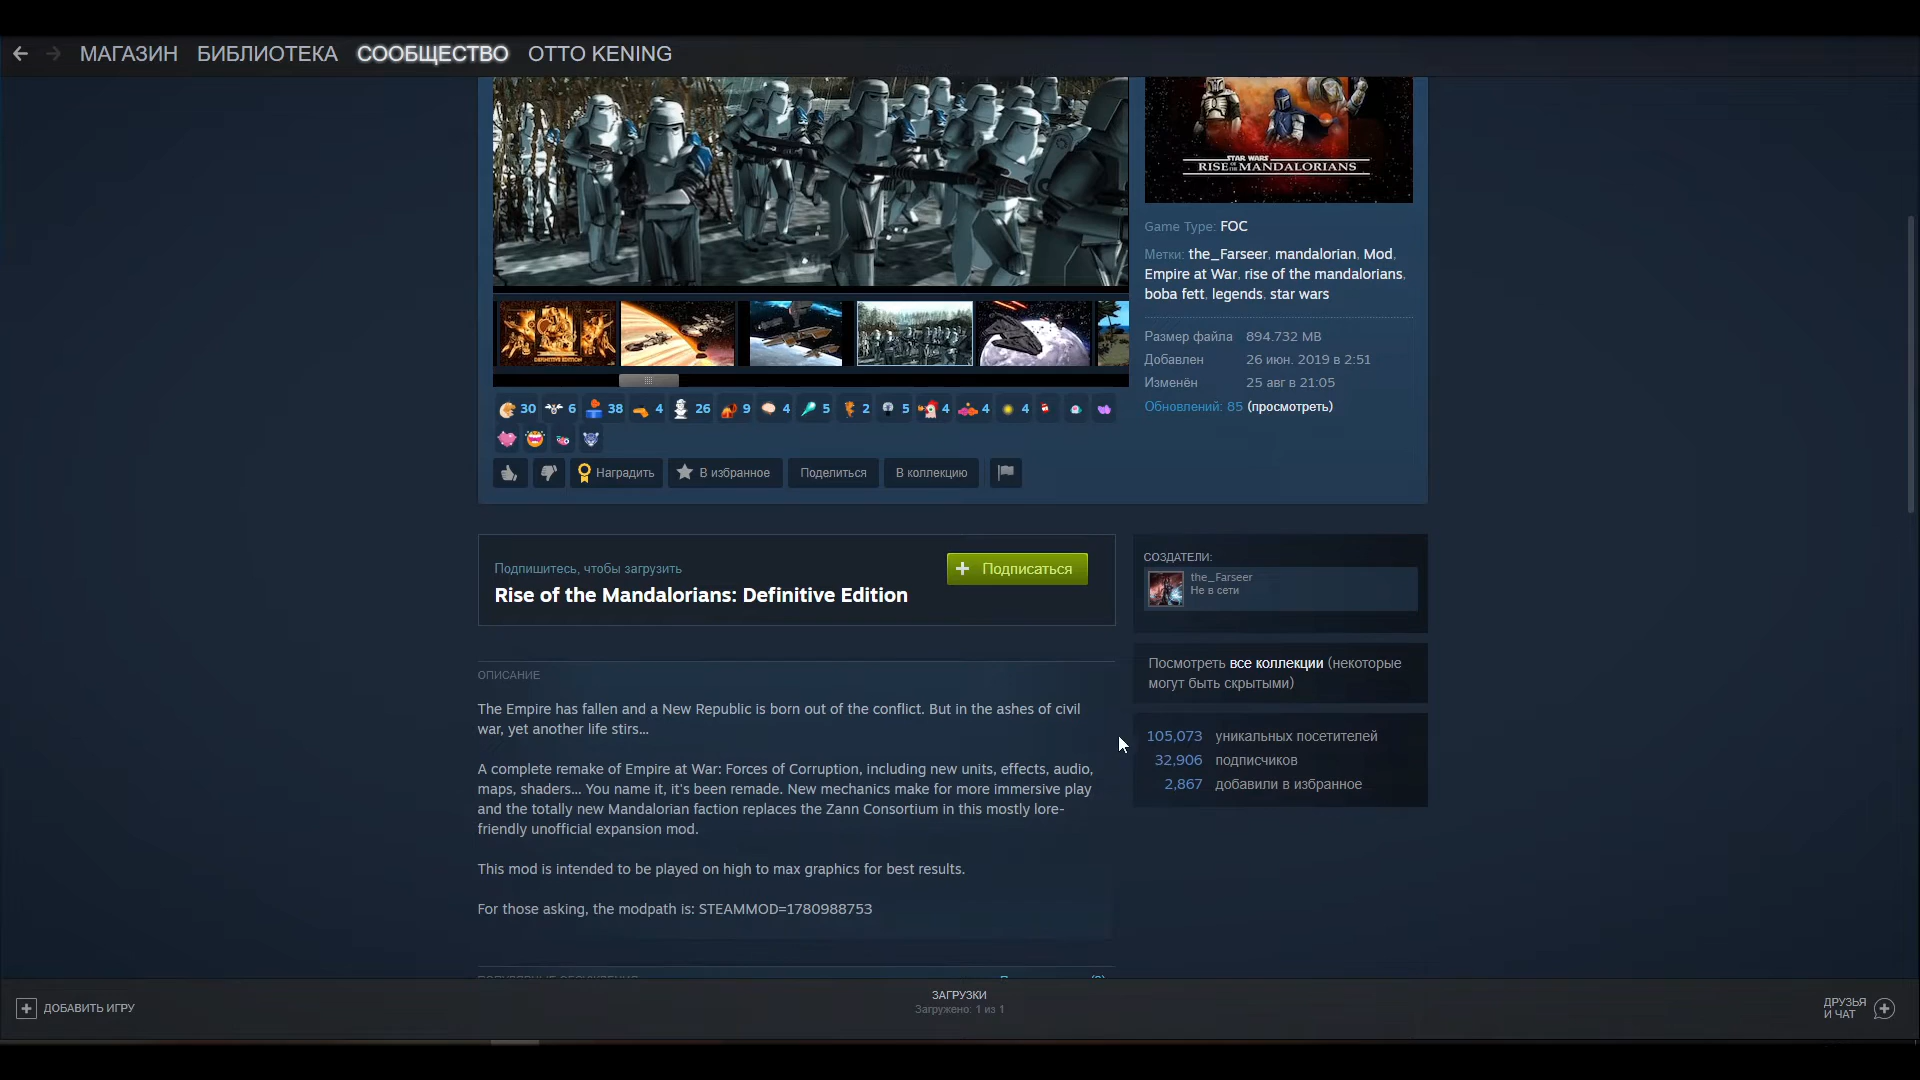 МАГАЗИН БИБЛИОТЕКА СООБЩЕСТВО OTTO KENING
STAR WARS
RISE OF THE MANDALORIANS
Game Type: FOC
Метки: the_Farseer, mandalorian, Mod,
Empire at War, rise of the mandalorians,
boba fett, legends, star wars
DEFINITIVE EDITION
Размер файла 894.732 MB
Добавлен 26 июн. 2019 в 2:51
Изменён 25 авг в 21:05
Обновлений: 85 (просмотреть)
30 6 38 4 26 9 4 5 2 5 4 4 4
Наградить В избранное Поделиться В коллекцию
Подпишитесь, чтобы загрузить
Rise of the Mandalorians: Definitive Edition
+ Подписаться
СОЗДАТЕЛИ:
the_Farseer
Не в сети
Посмотреть все коллекции (некоторые
могут быть скрытыми)
105,073 уникальных посетителей
32,906 подписчиков
2,867 добавили в избранное
ОПИСАНИЕ
The Empire has fallen and a New Republic is born out of the conflict. But in the ashes of civil
war, yet another life stirs...
A complete remake of Empire at War: Forces of Corruption, including new units, effects, audio,
maps, shaders... You name it, it's been remade. New mechanics make for more immersive play
and the totally new Mandalorian faction replaces the Zann Consortium in this mostly lore-
friendly unofficial expansion mod.
This mod is intended to be played on high to max graphics for best results.
For those asking, the modpath is: STEAMMOD=1780988753
ДОБАВИТЬ ИГРУ
ЗАГРУЗКИ
Загружено: 1 из 1
ДРУЗЬЯ
И ЧАТ